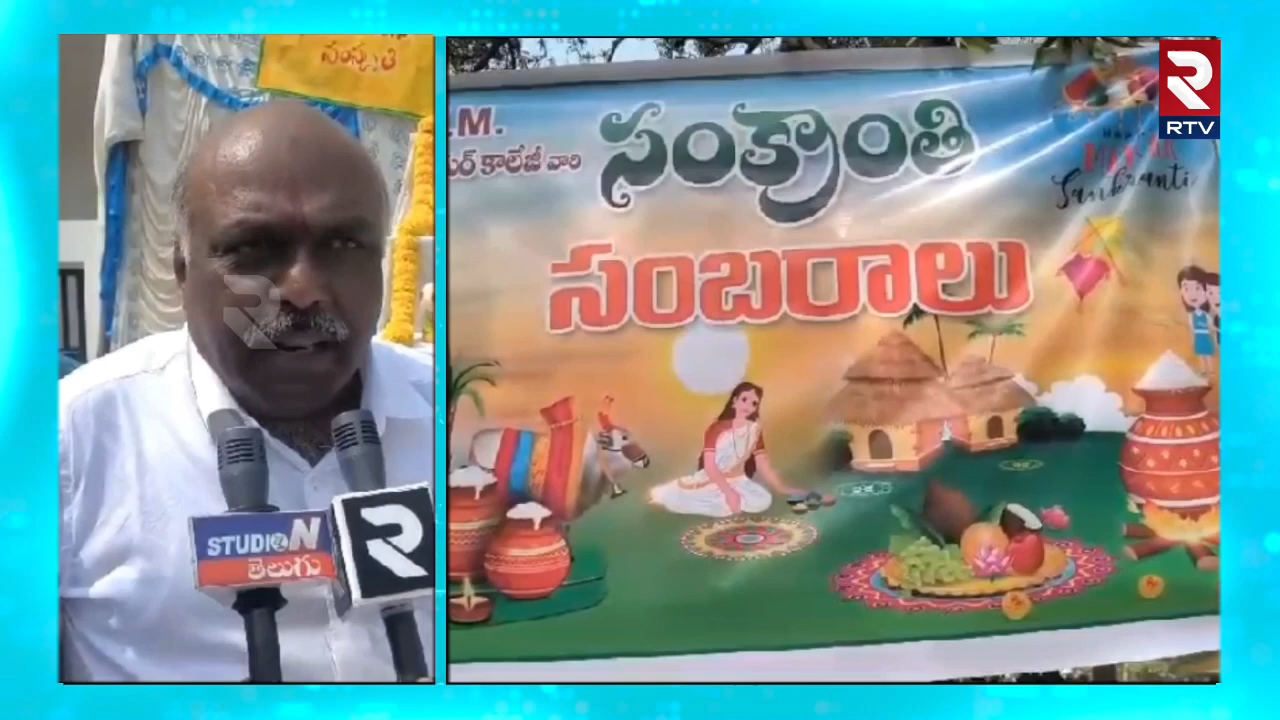 సంస్కృతి
STUDIO N
తెలుగు
R
.M.
కాలేజీ వారి
సంక్రాంతి
సంబరాలు
Sankranti
R
RTV